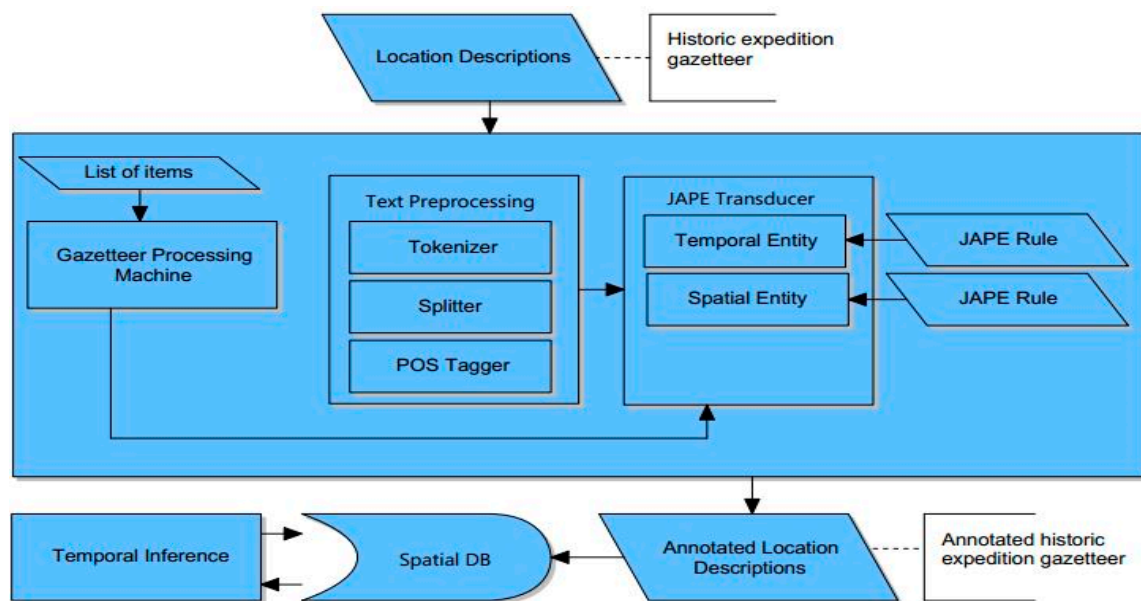 Location Descriptions
Historic expedition
gazetteer
List of items
Gazetteer Processing
Machine
Text Preprocessing
Tokenizer
Splitter
POS Tagger
JAPE Transducer
Temporal Entity
Spatial Entity
JAPE Rule
JAPE Rule
Temporal Inference
Spatial DB
Annotated Location
Descriptions
Annotated historic
expedition gazetteer